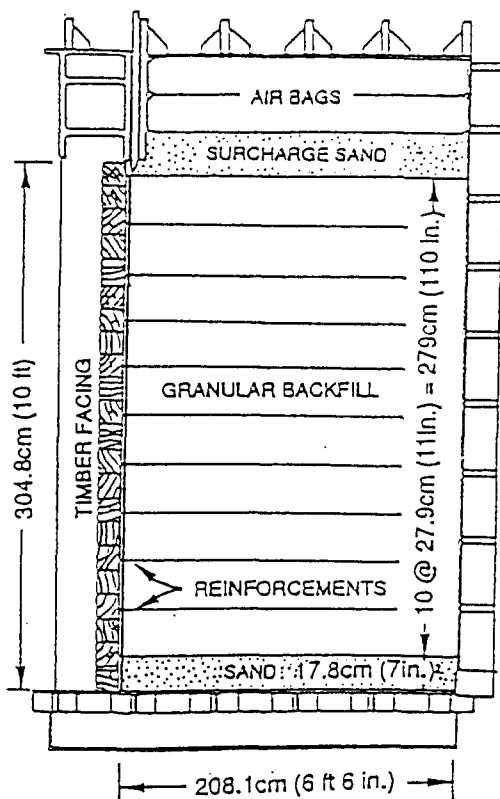 AIR BAGS
SURCHARGE SAND
304.8cm (10 ft)
TIMBER FACING
GRANULAR BACKFILL
10 @ 27.9cm (11In.) = 279cm (110 In.)
REINFORCEMENTS
SAND: 17.8cm (7in.)
208.1cm (6 ft 6 in.)